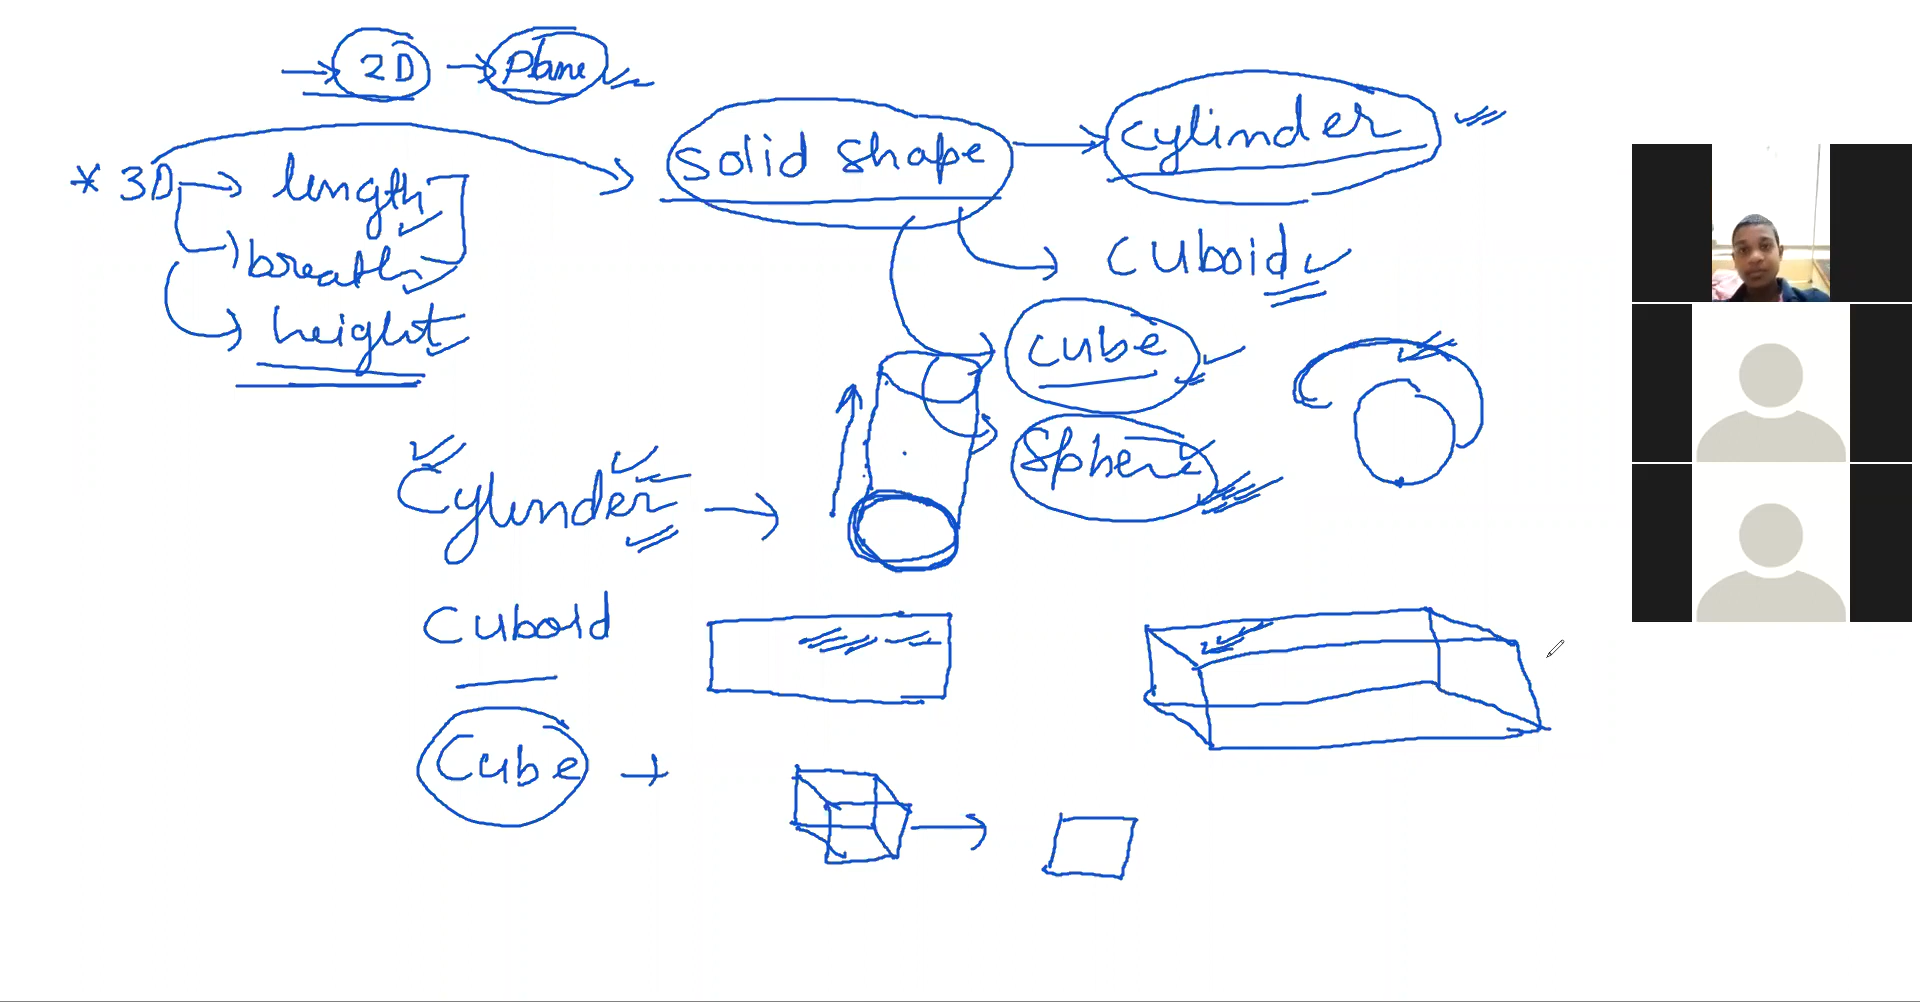 2D plane
solid shape cylinder
* 3D length
breath
cuboid
height
cube
Sphere
Cylinder
Cuboid
Cube